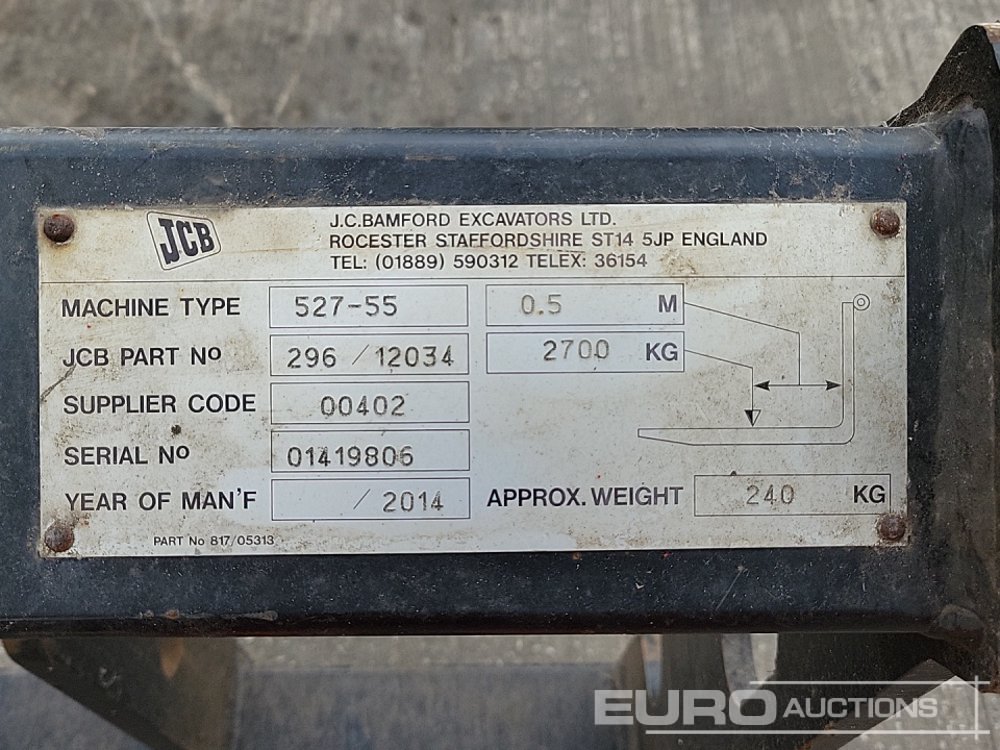 JCB
J.C.BAMFORD EXCAVATORS LTD.
ROCESTER STAFFORDSHIRE ST14 5JP ENGLAND
TEL: (01889) 590312 TELEX: 36154
MACHINE TYPE 527-55 0.5 M
JCB PART No 296 / 12034 2700 KG
SUPPLIER CODE 00402
SERIAL No 01419806
YEAR OF MAN'F / 2014 APPROX. WEIGHT 240 KG
PART No 817/05313
EURO AUCTIONS